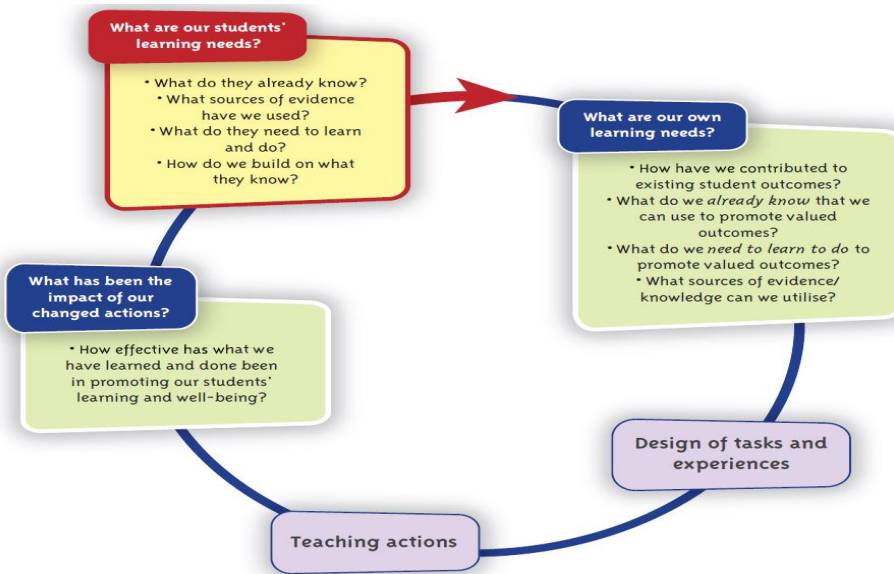 What are our students'
learning needs?
• What do they already know?
• What sources of evidence
have we used?
• What do they need to learn
and do?
• How do we build on what
they know?
What are our own
learning needs?
• How have we contributed to
existing student outcomes?
• What do we already know that we
can use to promote valued
outcomes?
• What do we need to learn to do to
promote valued outcomes?
• What sources of evidence/
knowledge can we utilise?
Design of tasks and
experiences
Teaching actions
What has been the
impact of our
changed actions?
• How effective has what we
have learned and done been
in promoting our students'
learning and well-being?